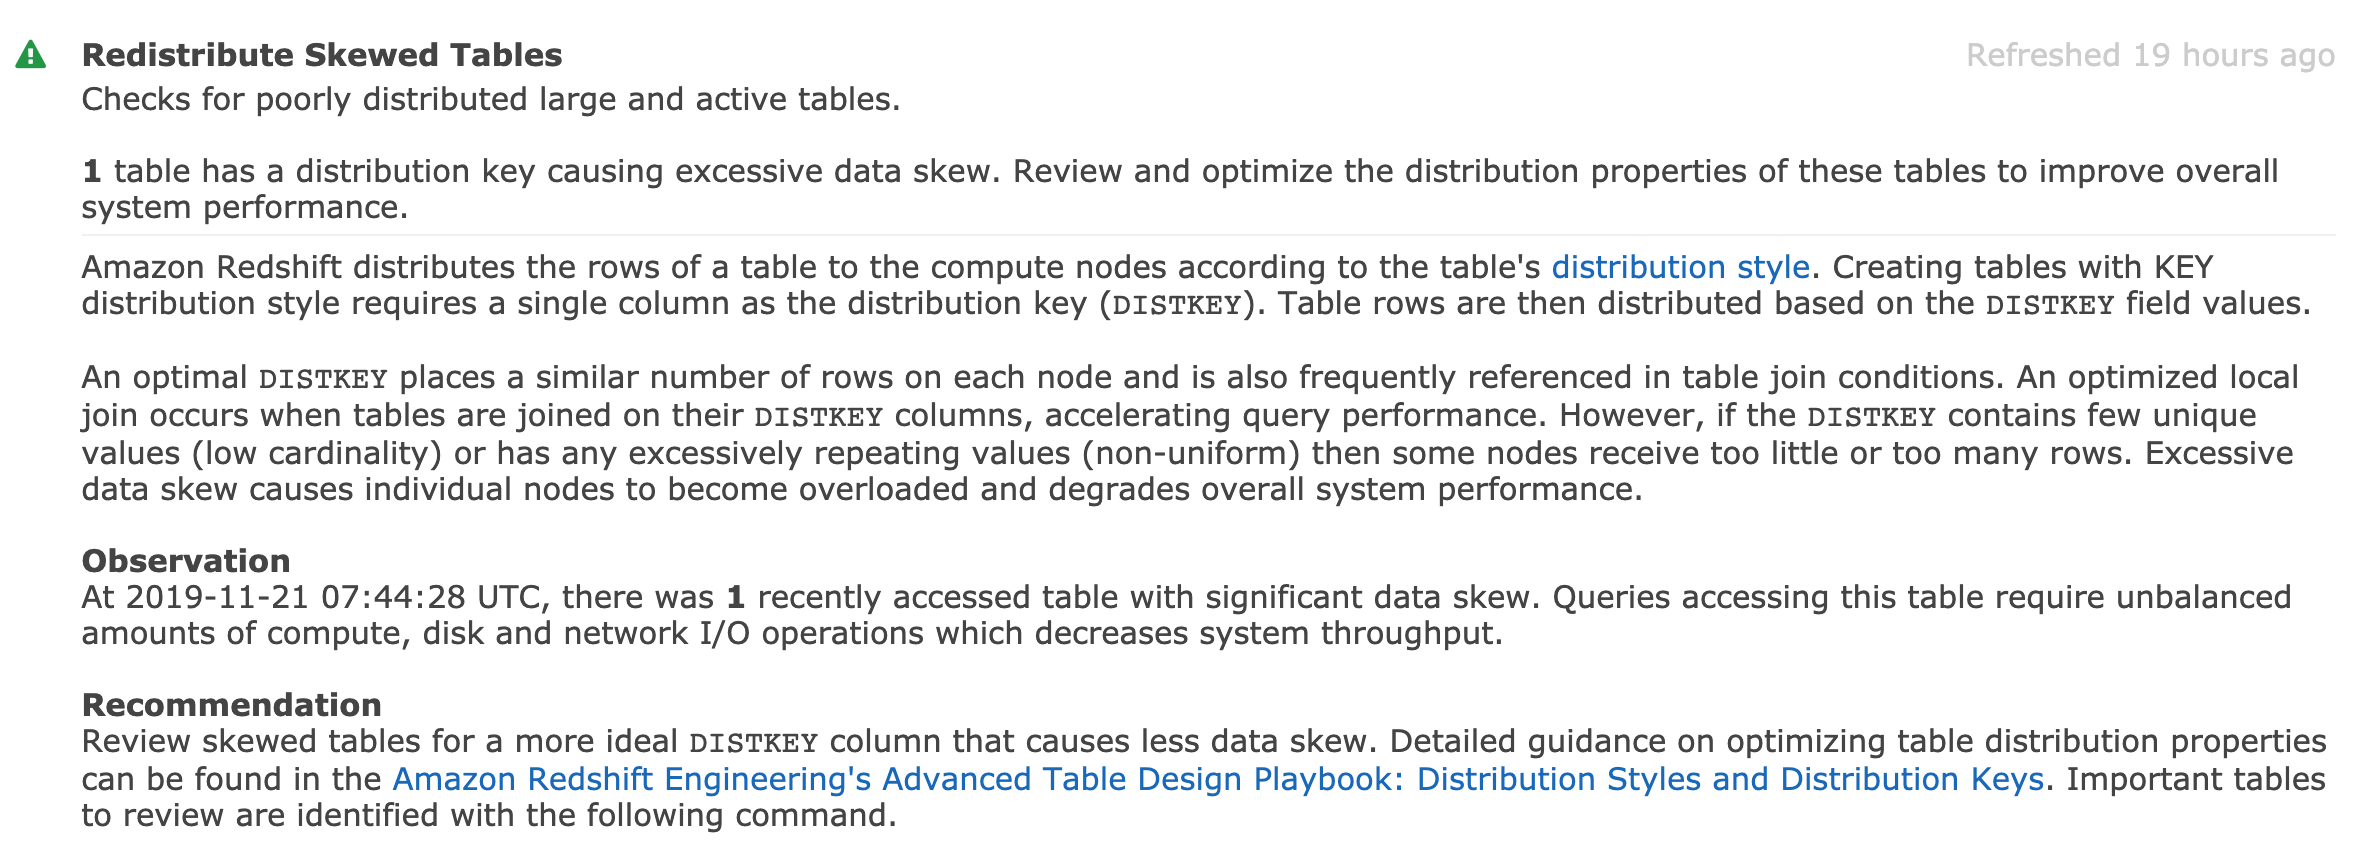 Redistribute Skewed Tables
Refreshed 19 hours ago
Checks for poorly distributed large and active tables.
1 table has a distribution key causing excessive data skew. Review and optimize the distribution properties of these tables to improve overall
system performance.
Amazon Redshift distributes the rows of a table to the compute nodes according to the table's distribution style. Creating tables with KEY
distribution style requires a single column as the distribution key (DISTKEY). Table rows are then distributed based on the DISTKEY field values.
An optimal DISTKEY places a similar number of rows on each node and is also frequently referenced in table join conditions. An optimized local
join occurs when tables are joined on their DISTKEY columns, accelerating query performance. However, if the DISTKEY contains few unique
values (low cardinality) or has any excessively repeating values (non-uniform) then some nodes receive too little or too many rows. Excessive
data skew causes individual nodes to become overloaded and degrades overall system performance.
Observation
At 2019-11-21 07:44:28 UTC, there was 1 recently accessed table with significant data skew. Queries accessing this table require unbalanced
amounts of compute, disk and network I/O operations which decreases system throughput.
Recommendation
Review skewed tables for a more ideal DISTKEY column that causes less data skew. Detailed guidance on optimizing table distribution properties
can be found in the Amazon Redshift Engineering's Advanced Table Design Playbook: Distribution Styles and Distribution Keys. Important tables
to review are identified with the following command.